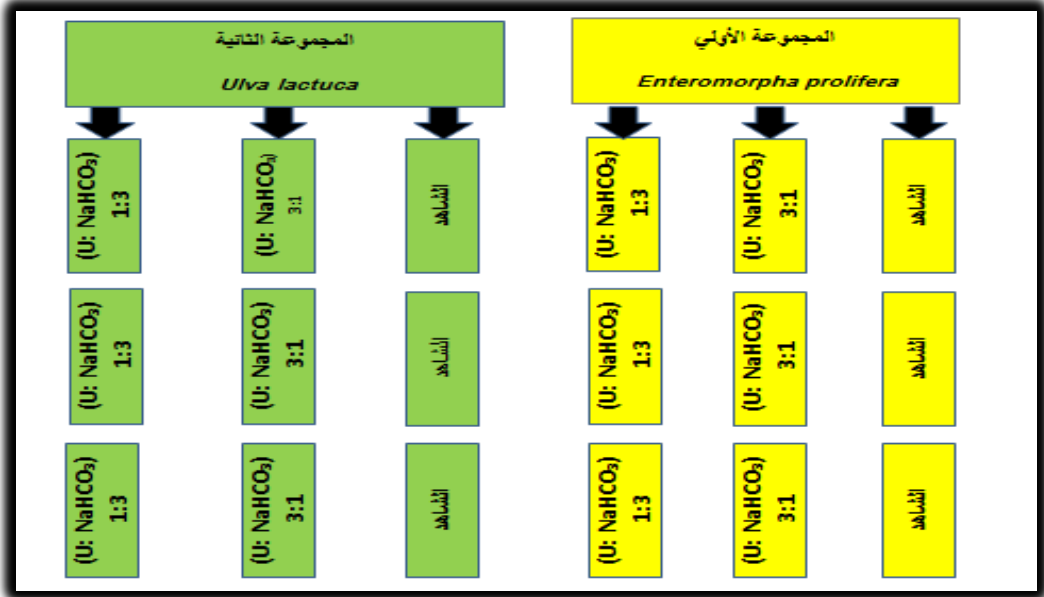 المجموعة الأولي
Enteromorpha prolifera
المجموعة الثانية
Ulva lactuca
الشاهد
(U: NaHCO₃)
3:1
(U: NaHCO₃)
1:3
الشاهد
(U: NaHCO₃)
3:1
(U: NaHCO₃)
1:3
الشاهد
(U: NaHCO₃)
3:1
(U: NaHCO₃)
1:3
الشاهد
(U: NaHCO₃)
3:1
(U: NaHCO₃)
1:3
الشاهد
(U: NaHCO₃)
3:1
(U: NaHCO₃)
1:3
الشاهد
(U: NaHCO₃)
3:1
(U: NaHCO₃)
1:3